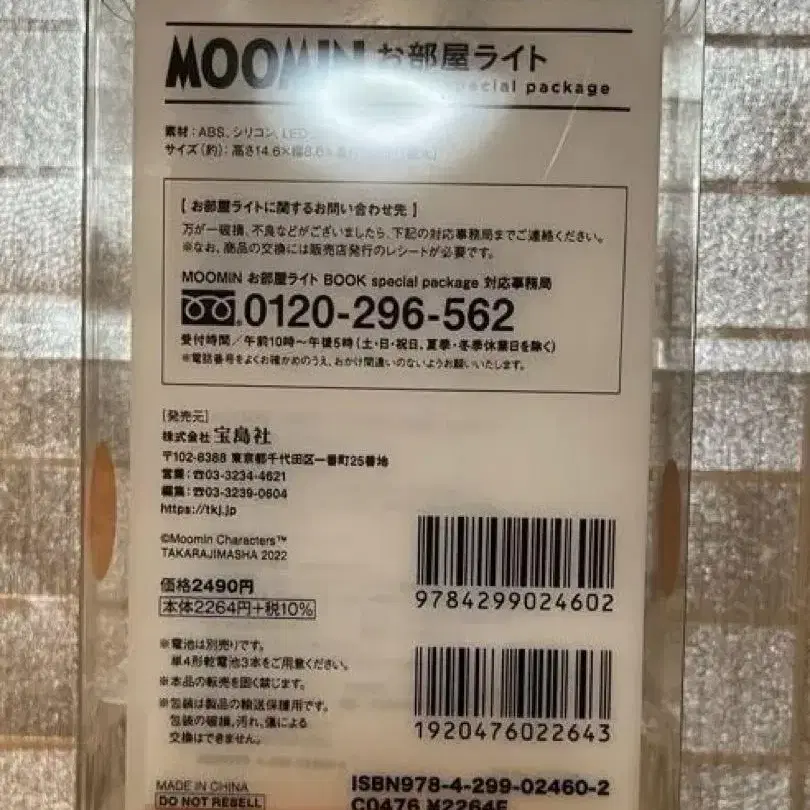 MOOMIN お部屋ライト
special package
素材：ABS、シリコン、LED
サイズ（約）：高さ14.6×幅8.6×
【 お部屋ライトに関するお問い合わせ先 】
万が一破損、不良などがございましたら、下記の対応事務局までご連絡ください。
※なお、商品の交換には販売店発行のレシートが必要です。
MOOMIN お部屋ライト BOOK special package 対応事務局
0120-296-562
受付時間／午前10時〜午後5時（土・日・祝日、夏季・冬季休業日を除く）
※電話番号をよくお確かめのうえ、おかけ間違いのないようお願いいたします。
［発売元］
株式会社 宝島社
〒102-8388 東京都千代田区一番町25番地
営業：☎03-3234-4621
編集：☎03-3239-0604
https://tkj.jp
©Moomin Characters™
TAKARAJIMASHA 2022
価格2490円
本体2264円+税10%
9784299024602
※電池は別売りです。
単4形乾電池3本をご用意ください。
※本品の転売を固く禁じます。
※包装は製品の輸送保護用です。
包装の破損、汚れ、傷による
交換はできません。
1920476022643
MADE IN CHINA
DO NOT RESELL
ISBN978-4-299-02460-2
C0476 ¥2264E